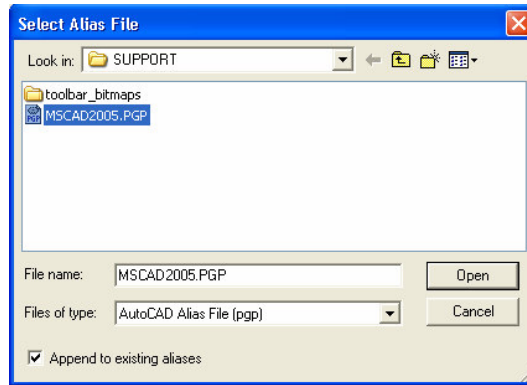 Select Alias File
Look in: SUPPORT
toolbar_bitmaps
MSCAD2005.PGP
File name: MSCAD2005.PGP Open
Files of type: AutoCAD Alias File (pgp) Cancel
Append to existing aliases